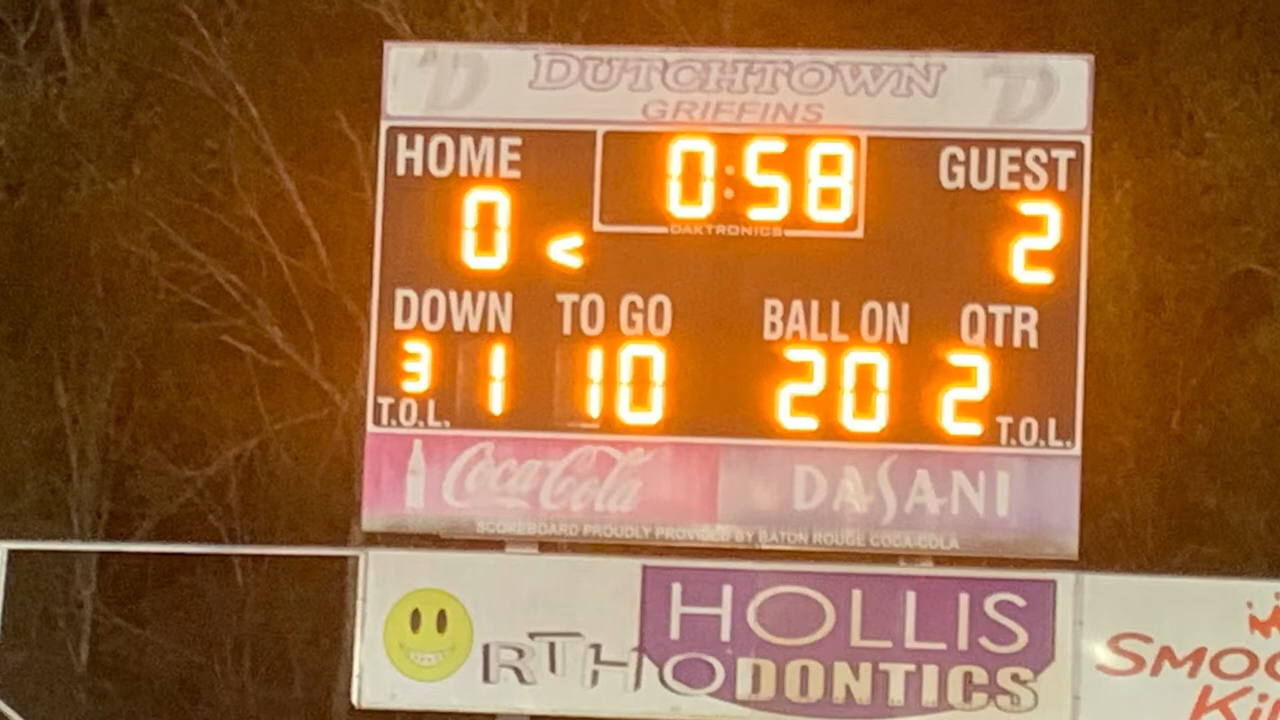 D DUTCHTOWN D
GRIFFINS
HOME 0:58 GUEST
0 < 2
DAKTRONICS
DOWN TO GO BALL ON QTR
3 1 10 20 2
T.O.L. T.O.L.
Coca-Cola DASANI
SCOREBOARD PROUDLY PROVIDED BY BATON ROUGE COCA-COLA
HOLLIS
ORTHODONTICS